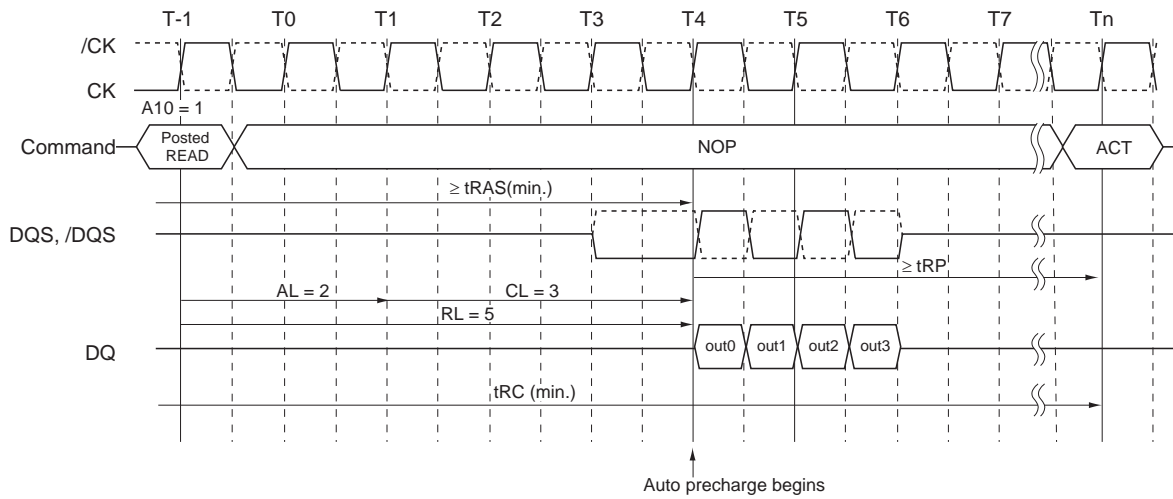 T-1 T0 T1 T2 T3 T4 T5 T6 T7 Tn
/CK
CK
A10 = 1
Command
Posted
READ
NOP
ACT
≥ tRAS(min.)
DQS, /DQS
≥ tRP
AL = 2
CL = 3
RL = 5
DQ
out0 out1 out2 out3
tRC (min.)
Auto precharge begins